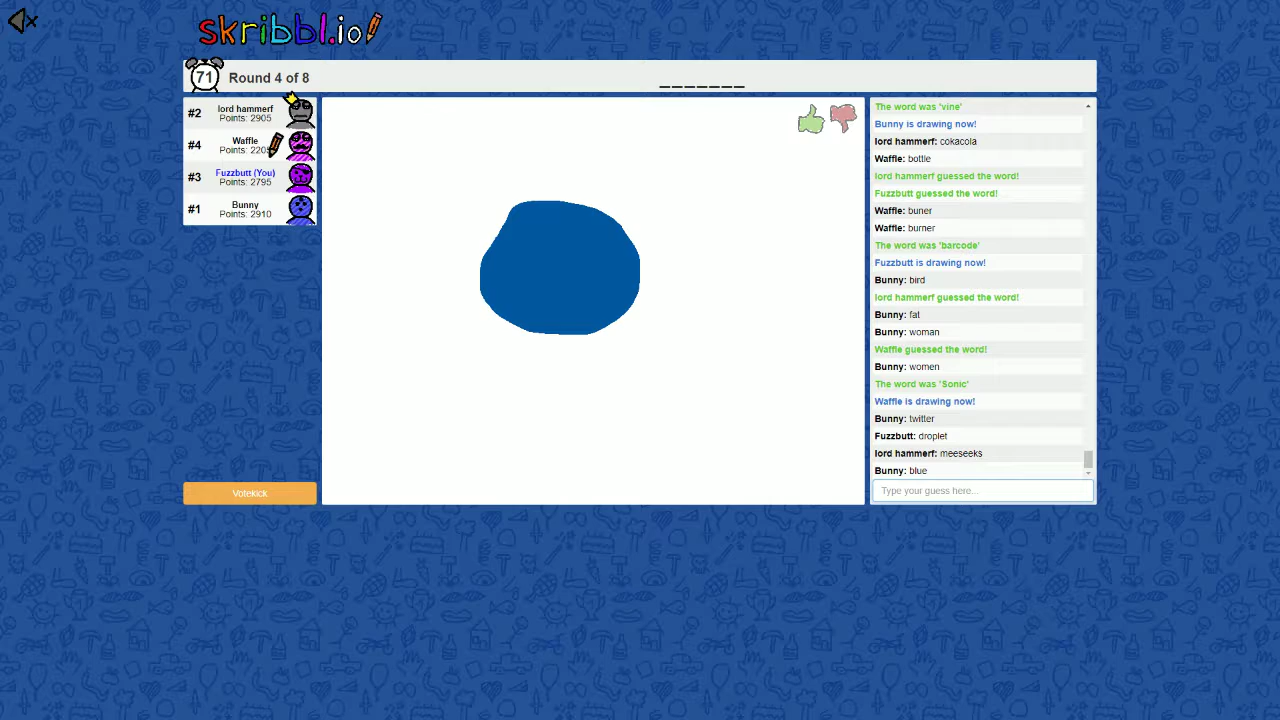 skribbl.io
71
Round 4 of 8
_______
#2
lord hammerf
Points: 2905
#4
Waffle
#3
Fuzzbutt (You)
Points: 2795
#1
Bunny
Points: 2910
Votekick
The word was 'vine'
Bunny is drawing now!
lord hammerf: cokacola
Waffle: bottle
lord hammerf guessed the word!
Fuzzbutt guessed the word!
Waffle: buner
Waffle: burner
The word was 'barcode'
Fuzzbutt is drawing now!
Bunny: bird
lord hammerf guessed the word!
Bunny: fat
Bunny: woman
Waffle guessed the word!
Bunny: women
The word was 'Sonic'
Waffle is drawing now!
Bunny: twitter
Fuzzbutt: droplet
lord hammerf: meeseeks
Bunny: blue
Type your guess here...